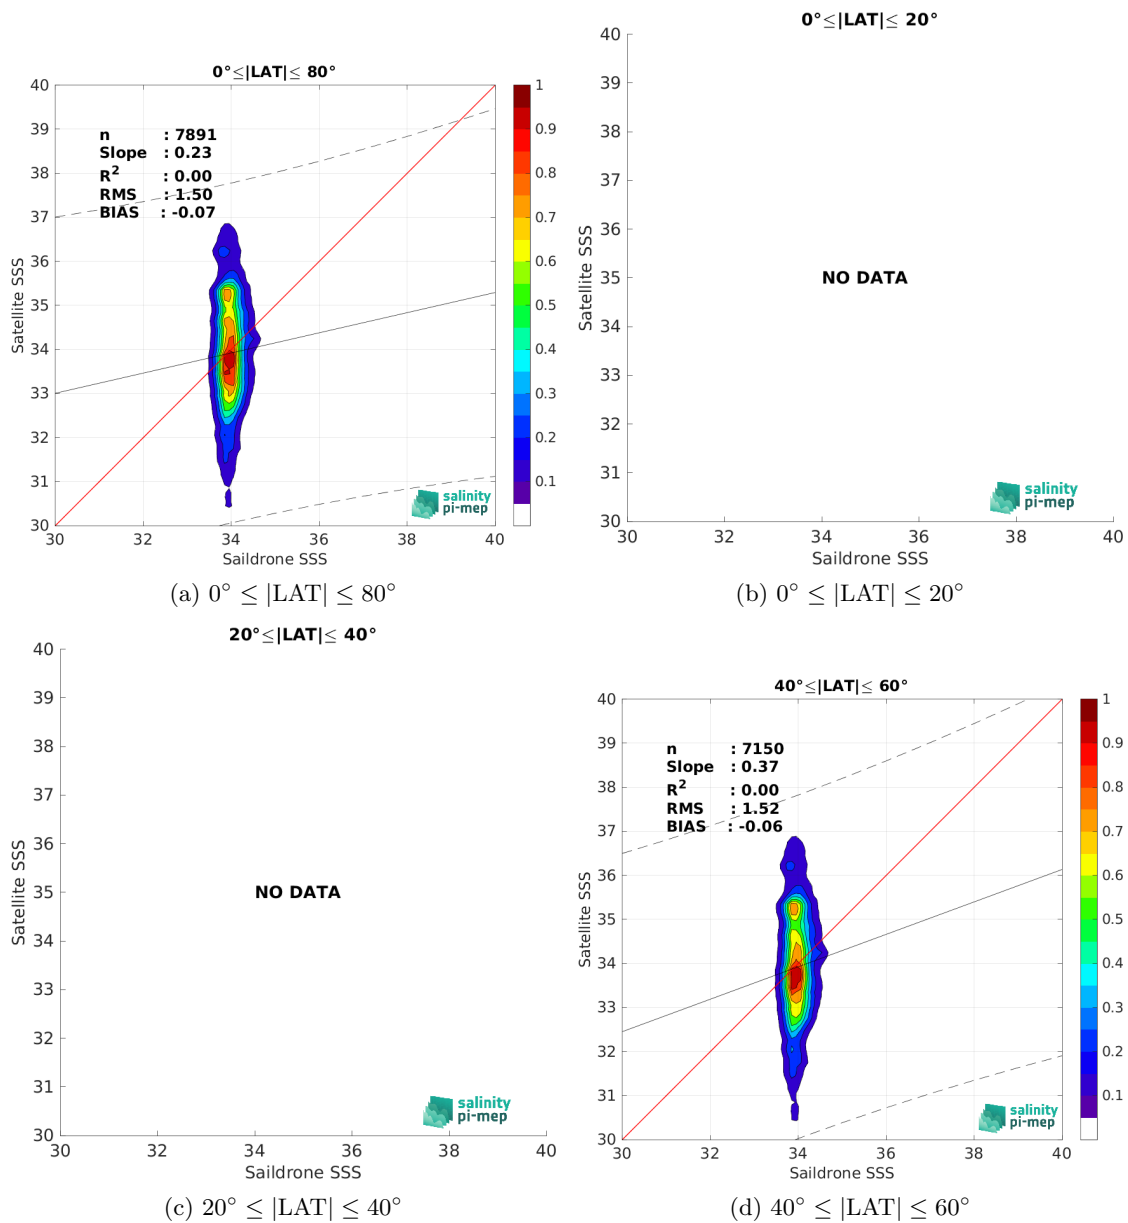 0°≤|LAT|≤ 80°
n : 7891
Slope : 0.23
R² : 0.00
RMS : 1.50
BIAS : -0.07
40
39
38
37
36
35
34
33
32
31
30
30 32 34 36 38 40
Satellite SSS
Saildrone SSS
1
0.9
0.8
0.7
0.6
0.5
0.4
0.3
0.2
0.1
salinity
pi-mep
(a) 0° ≤ |LAT| ≤ 80°
0°≤|LAT|≤ 20°
40
39
38
37
36
35
34
33
32
31
30
30 32 34 36 38 40
Satellite SSS
Saildrone SSS
NO DATA
salinity
pi-mep
(b) 0° ≤ |LAT| ≤ 20°
20°≤|LAT|≤ 40°
40
39
38
37
36
35
34
33
32
31
30
30 32 34 36 38 40
Satellite SSS
Saildrone SSS
NO DATA
salinity
pi-mep
(c) 20° ≤ |LAT| ≤ 40°
40°≤|LAT|≤ 60°
n : 7150
Slope : 0.37
R² : 0.00
RMS : 1.52
BIAS : -0.06
40
39
38
37
36
35
34
33
32
31
30
30 32 34 36 38 40
Satellite SSS
Saildrone SSS
1
0.9
0.8
0.7
0.6
0.5
0.4
0.3
0.2
0.1
salinity
pi-mep
(d) 40° ≤ |LAT| ≤ 60°